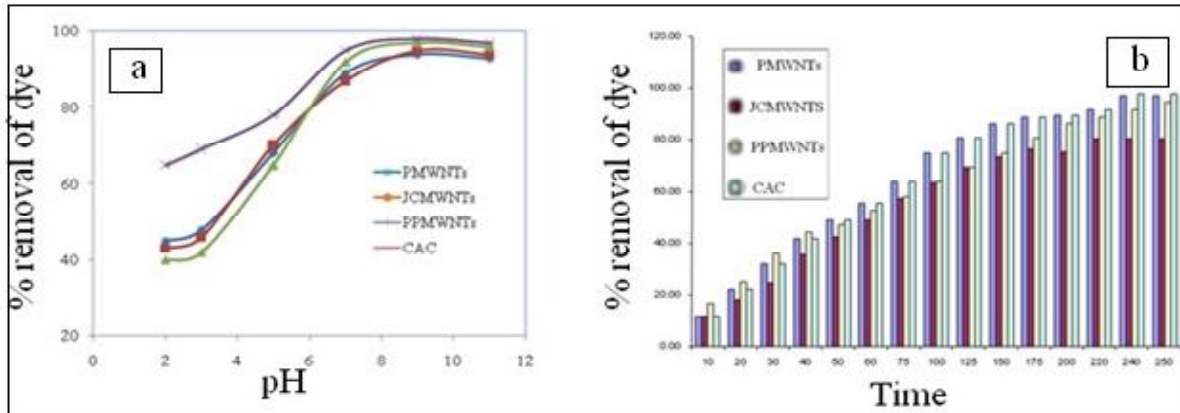 100
80
60
40
20
0 2 4 6 8 10 12
% removal of dye
pH
a
PMWNTs
JCMWNTs
PPMWNTs
CAC
120.00
100.00
80.00
60.00
40.00
20.00
0.00
10 20 30 40 50 60 75 100 125 150 175 200 220 240 250
% removal of dye
Time
b
PMWNTs
JCMWNTS
PPMWNTs
CAC